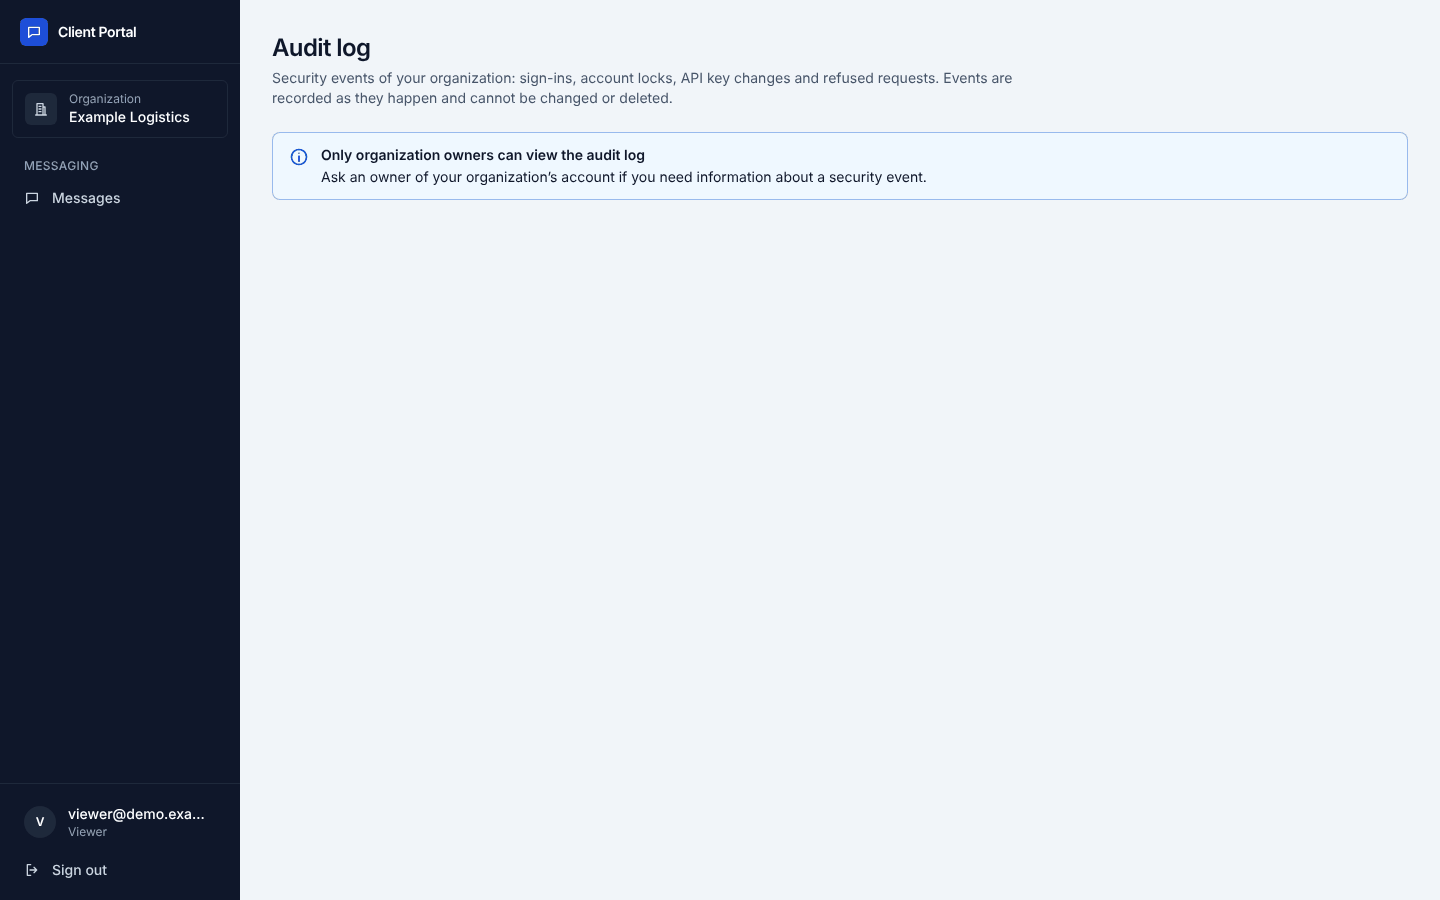 Client Portal
Organization
Example Logistics
MESSAGING
Messages
viewer@demo.exa...
Viewer
Sign out
Audit log
Security events of your organization: sign-ins, account locks, API key changes and refused requests. Events are
recorded as they happen and cannot be changed or deleted.
Only organization owners can view the audit log
Ask an owner of your organization’s account if you need information about a security event.
V